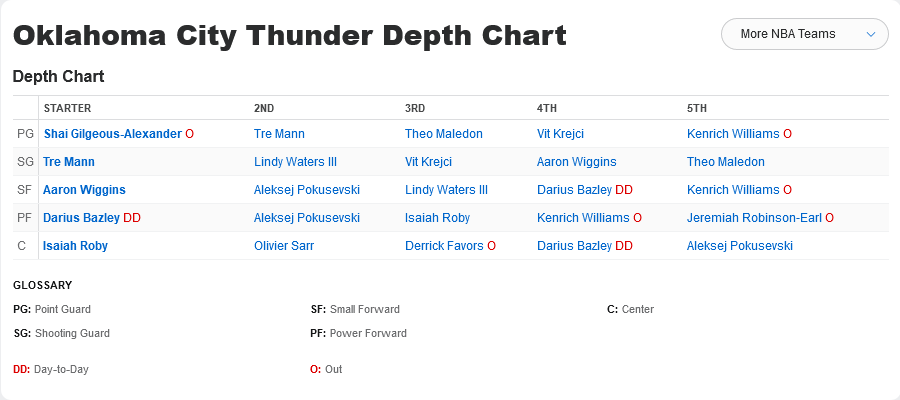 Oklahoma City Thunder Depth Chart
More NBA Teams
Depth Chart
STARTER 2ND 3RD 4TH 5TH
PG Shai Gilgeous-Alexander O Tre Mann Theo Maledon Vit Krejci Kenrich Williams O
SG Tre Mann Lindy Waters III Vit Krejci Aaron Wiggins Theo Maledon
SF Aaron Wiggins Aleksej Pokusevski Lindy Waters III Darius Bazley DD Kenrich Williams O
PF Darius Bazley DD Aleksej Pokusevski Isaiah Roby Kenrich Williams O Jeremiah Robinson-Earl O
C Isaiah Roby Olivier Sarr Derrick Favors O Darius Bazley DD Aleksej Pokusevski
GLOSSARY
PG: Point Guard SF: Small Forward C: Center
SG: Shooting Guard PF: Power Forward
DD: Day-to-Day O: Out